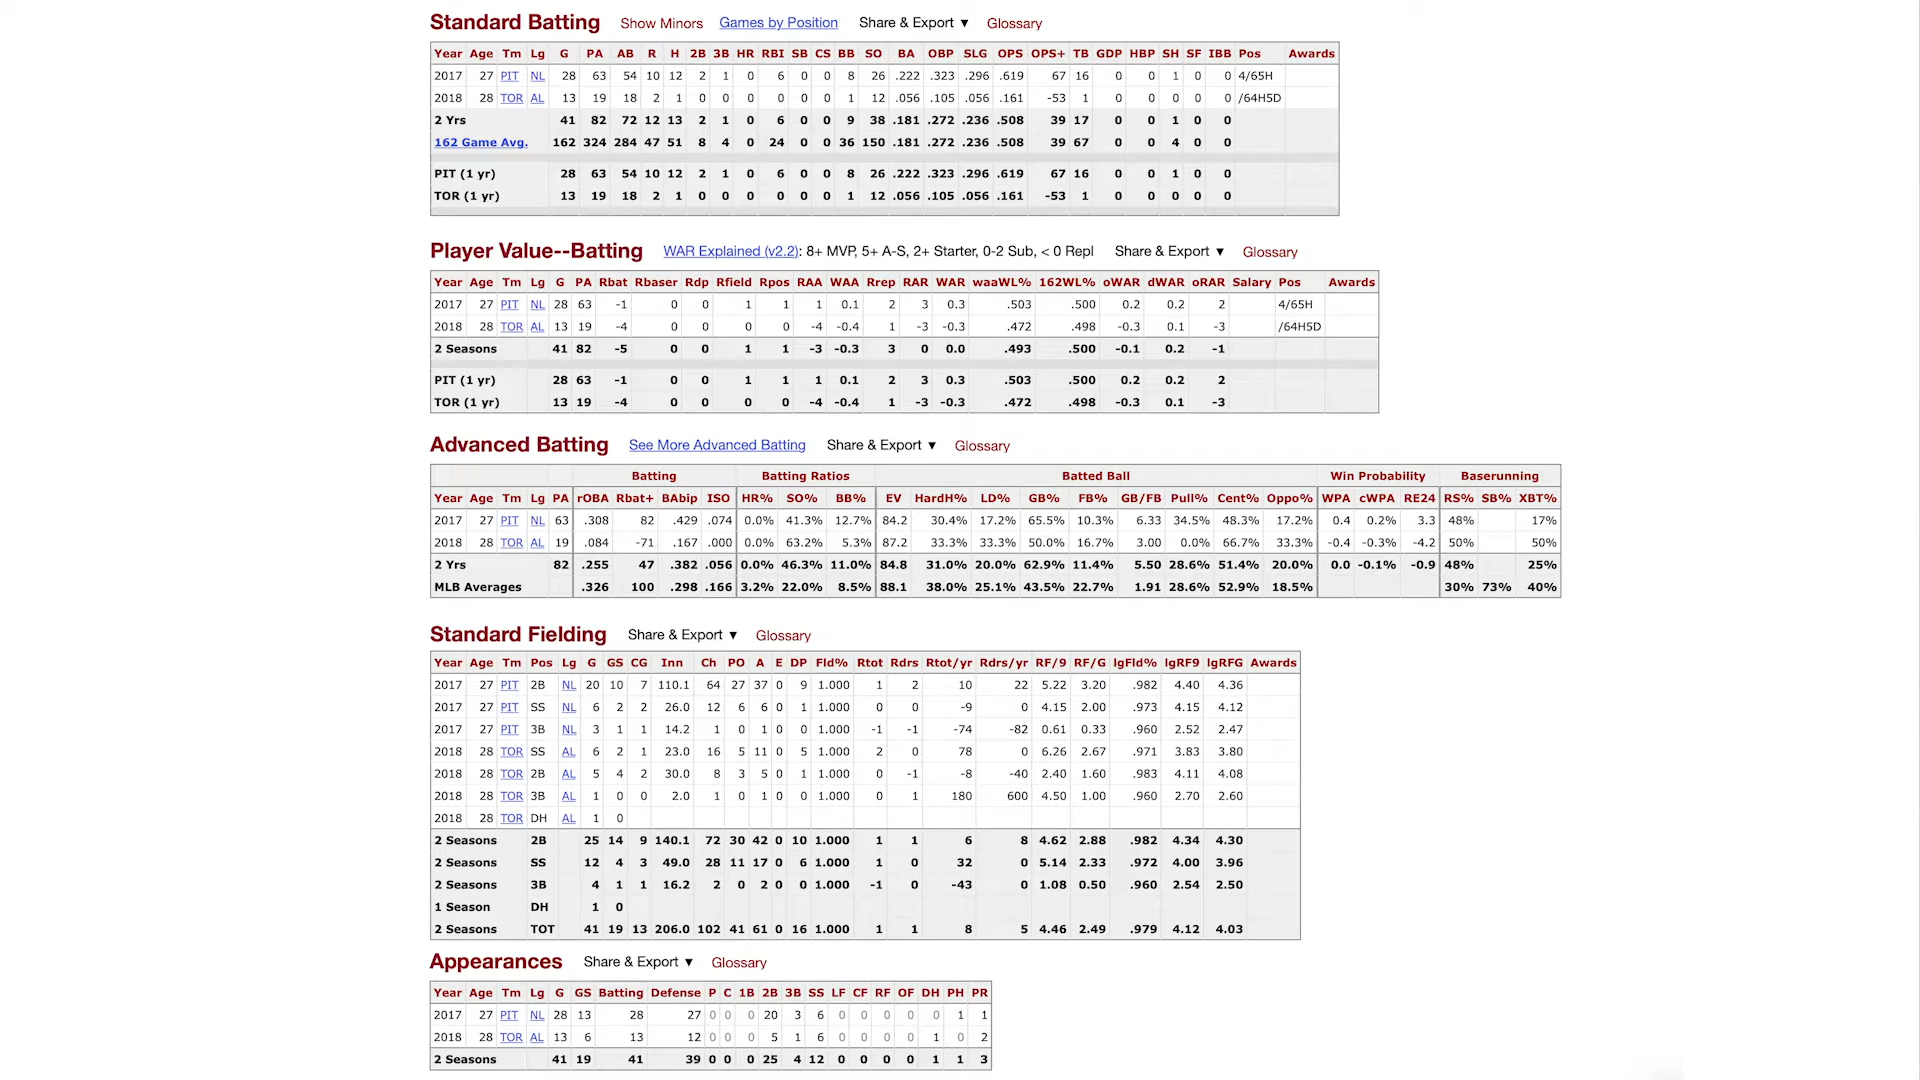 Standard Batting Show Minors Games by Position Share & Export ▼ Glossary
Year Age Tm Lg G PA AB R H 2B 3B HR RBI SB CS BB SO BA OBP SLG OPS OPS+ TB GDP HBP SH SF IBB Pos Awards
2017 27 PIT NL 28 63 54 10 12 2 1 0 6 0 0 8 26 .222 .323 .296 .619 67 16 0 0 1 0 0 4/65H
2018 28 TOR AL 13 19 18 2 1 0 0 0 0 0 0 1 12 .056 .105 .056 .161 -53 1 0 0 0 0 0 /64H5D
2 Yrs 41 82 72 12 13 2 1 0 6 0 0 9 38 .181 .272 .236 .508 39 17 0 0 1 0 0
162 Game Avg. 162 324 284 47 51 8 4 0 24 0 0 36 150 .181 .272 .236 .508 39 67 0 0 4 0 0
PIT (1 yr) 28 63 54 10 12 2 1 0 6 0 0 8 26 .222 .323 .296 .619 67 16 0 0 1 0 0
TOR (1 yr) 13 19 18 2 1 0 0 0 0 0 0 1 12 .056 .105 .056 .161 -53 1 0 0 0 0 0
Player Value--Batting WAR Explained (v2.2): 8+ MVP, 5+ A-S, 2+ Starter, 0-2 Sub, < 0 Repl Share & Export ▼ Glossary
Year Age Tm Lg G PA Rbat Rbaser Rdp Rfield Rpos RAA WAA Rrep RAR WAR waaWL% 162WL% oWAR dWAR oRAR Salary Pos Awards
2017 27 PIT NL 28 63 -1 0 0 1 1 1 0.1 2 3 0.3 .503 .500 0.2 0.2 2 4/65H
2018 28 TOR AL 13 19 -4 0 0 0 0 -4 -0.4 1 -3 -0.3 .472 .498 -0.3 0.1 -3 /64H5D
2 Seasons 41 82 -5 0 0 1 1 -3 -0.3 3 0 0.0 .493 .500 -0.1 0.2 -1
PIT (1 yr) 28 63 -1 0 0 1 1 1 0.1 2 3 0.3 .503 .500 0.2 0.2 2
TOR (1 yr) 13 19 -4 0 0 0 0 -4 -0.4 1 -3 -0.3 .472 .498 -0.3 0.1 -3
Advanced Batting See More Advanced Batting Share & Export ▼ Glossary
Batting Batting Ratios Batted Ball Win Probability Baserunning
Year Age Tm Lg PA rOBA Rbat+ BAbip ISO HR% SO% BB% EV HardH% LD% GB% FB% GB/FB Pull% Cent% Oppo% WPA cWPA RE24 RS% SB% XBT%
2017 27 PIT NL 63 .308 82 .429 .074 0.0% 41.3% 12.7% 84.2 30.4% 17.2% 65.5% 10.3% 6.33 34.5% 48.3% 17.2% 0.4 0.2% 3.3 48% 17%
2018 28 TOR AL 19 .084 -71 .167 .000 0.0% 63.2% 5.3% 87.2 33.3% 33.3% 50.0% 16.7% 3.00 0.0% 66.7% 33.3% -0.4 -0.3% -4.2 50% 50%
2 Yrs 82 .255 47 .382 .056 0.0% 46.3% 11.0% 84.8 31.0% 20.0% 62.9% 11.4% 5.50 28.6% 51.4% 20.0% 0.0 -0.1% -0.9 48% 25%
MLB Averages .326 100 .298 .166 3.2% 22.0% 8.5% 88.1 38.0% 25.1% 43.5% 22.7% 1.91 28.6% 52.9% 18.5% 30% 73% 40%
Standard Fielding Share & Export ▼ Glossary
Year Age Tm Pos Lg G GS CG Inn Ch PO A E DP Fld% Rtot Rdrs Rtot/yr Rdrs/yr RF/9 RF/G lgFld% lgRF9 lgRFG Awards
2017 27 PIT 2B NL 20 10 7 110.1 64 27 37 0 9 1.000 1 2 10 22 5.22 3.20 .982 4.40 4.36
2017 27 PIT SS NL 6 2 2 26.0 12 6 6 0 1 1.000 0 0 -9 0 4.15 2.00 .973 4.15 4.12
2017 27 PIT 3B NL 3 1 1 14.2 1 0 1 0 0 1.000 -1 -1 -74 -82 0.61 0.33 .960 2.52 2.47
2018 28 TOR SS AL 6 2 1 23.0 16 5 11 0 5 1.000 2 0 78 0 6.26 2.67 .971 3.83 3.80
2018 28 TOR 2B AL 5 4 2 30.0 8 3 5 0 1 1.000 0 -1 -8 -40 2.40 1.60 .983 4.11 4.08
2018 28 TOR 3B AL 1 0 0 2.0 1 0 1 0 0 1.000 0 1 180 600 4.50 1.00 .960 2.70 2.60
2018 28 TOR DH AL 1 0
2 Seasons 2B 25 14 9 140.1 72 30 42 0 10 1.000 1 1 6 8 4.62 2.88 .982 4.34 4.30
2 Seasons SS 12 4 3 49.0 28 11 17 0 6 1.000 1 0 32 0 5.14 2.33 .972 4.00 3.96
2 Seasons 3B 4 1 1 16.2 2 0 2 0 0 1.000 -1 0 -43 0 1.08 0.50 .960 2.54 2.50
1 Season DH 1 0
2 Seasons TOT 41 19 13 206.0 102 41 61 0 16 1.000 1 1 8 5 4.46 2.49 .979 4.12 4.03
Appearances Share & Export ▼ Glossary
Year Age Tm Lg G GS Batting Defense P C 1B 2B 3B SS LF CF RF OF DH PH PR
2017 27 PIT NL 28 13 28 27 0 0 0 20 3 6 0 0 0 0 0 1 1
2018 28 TOR AL 13 6 13 12 0 0 0 5 1 6 0 0 0 0 1 0 2
2 Seasons 41 19 41 39 0 0 0 25 4 12 0 0 0 0 1 1 3